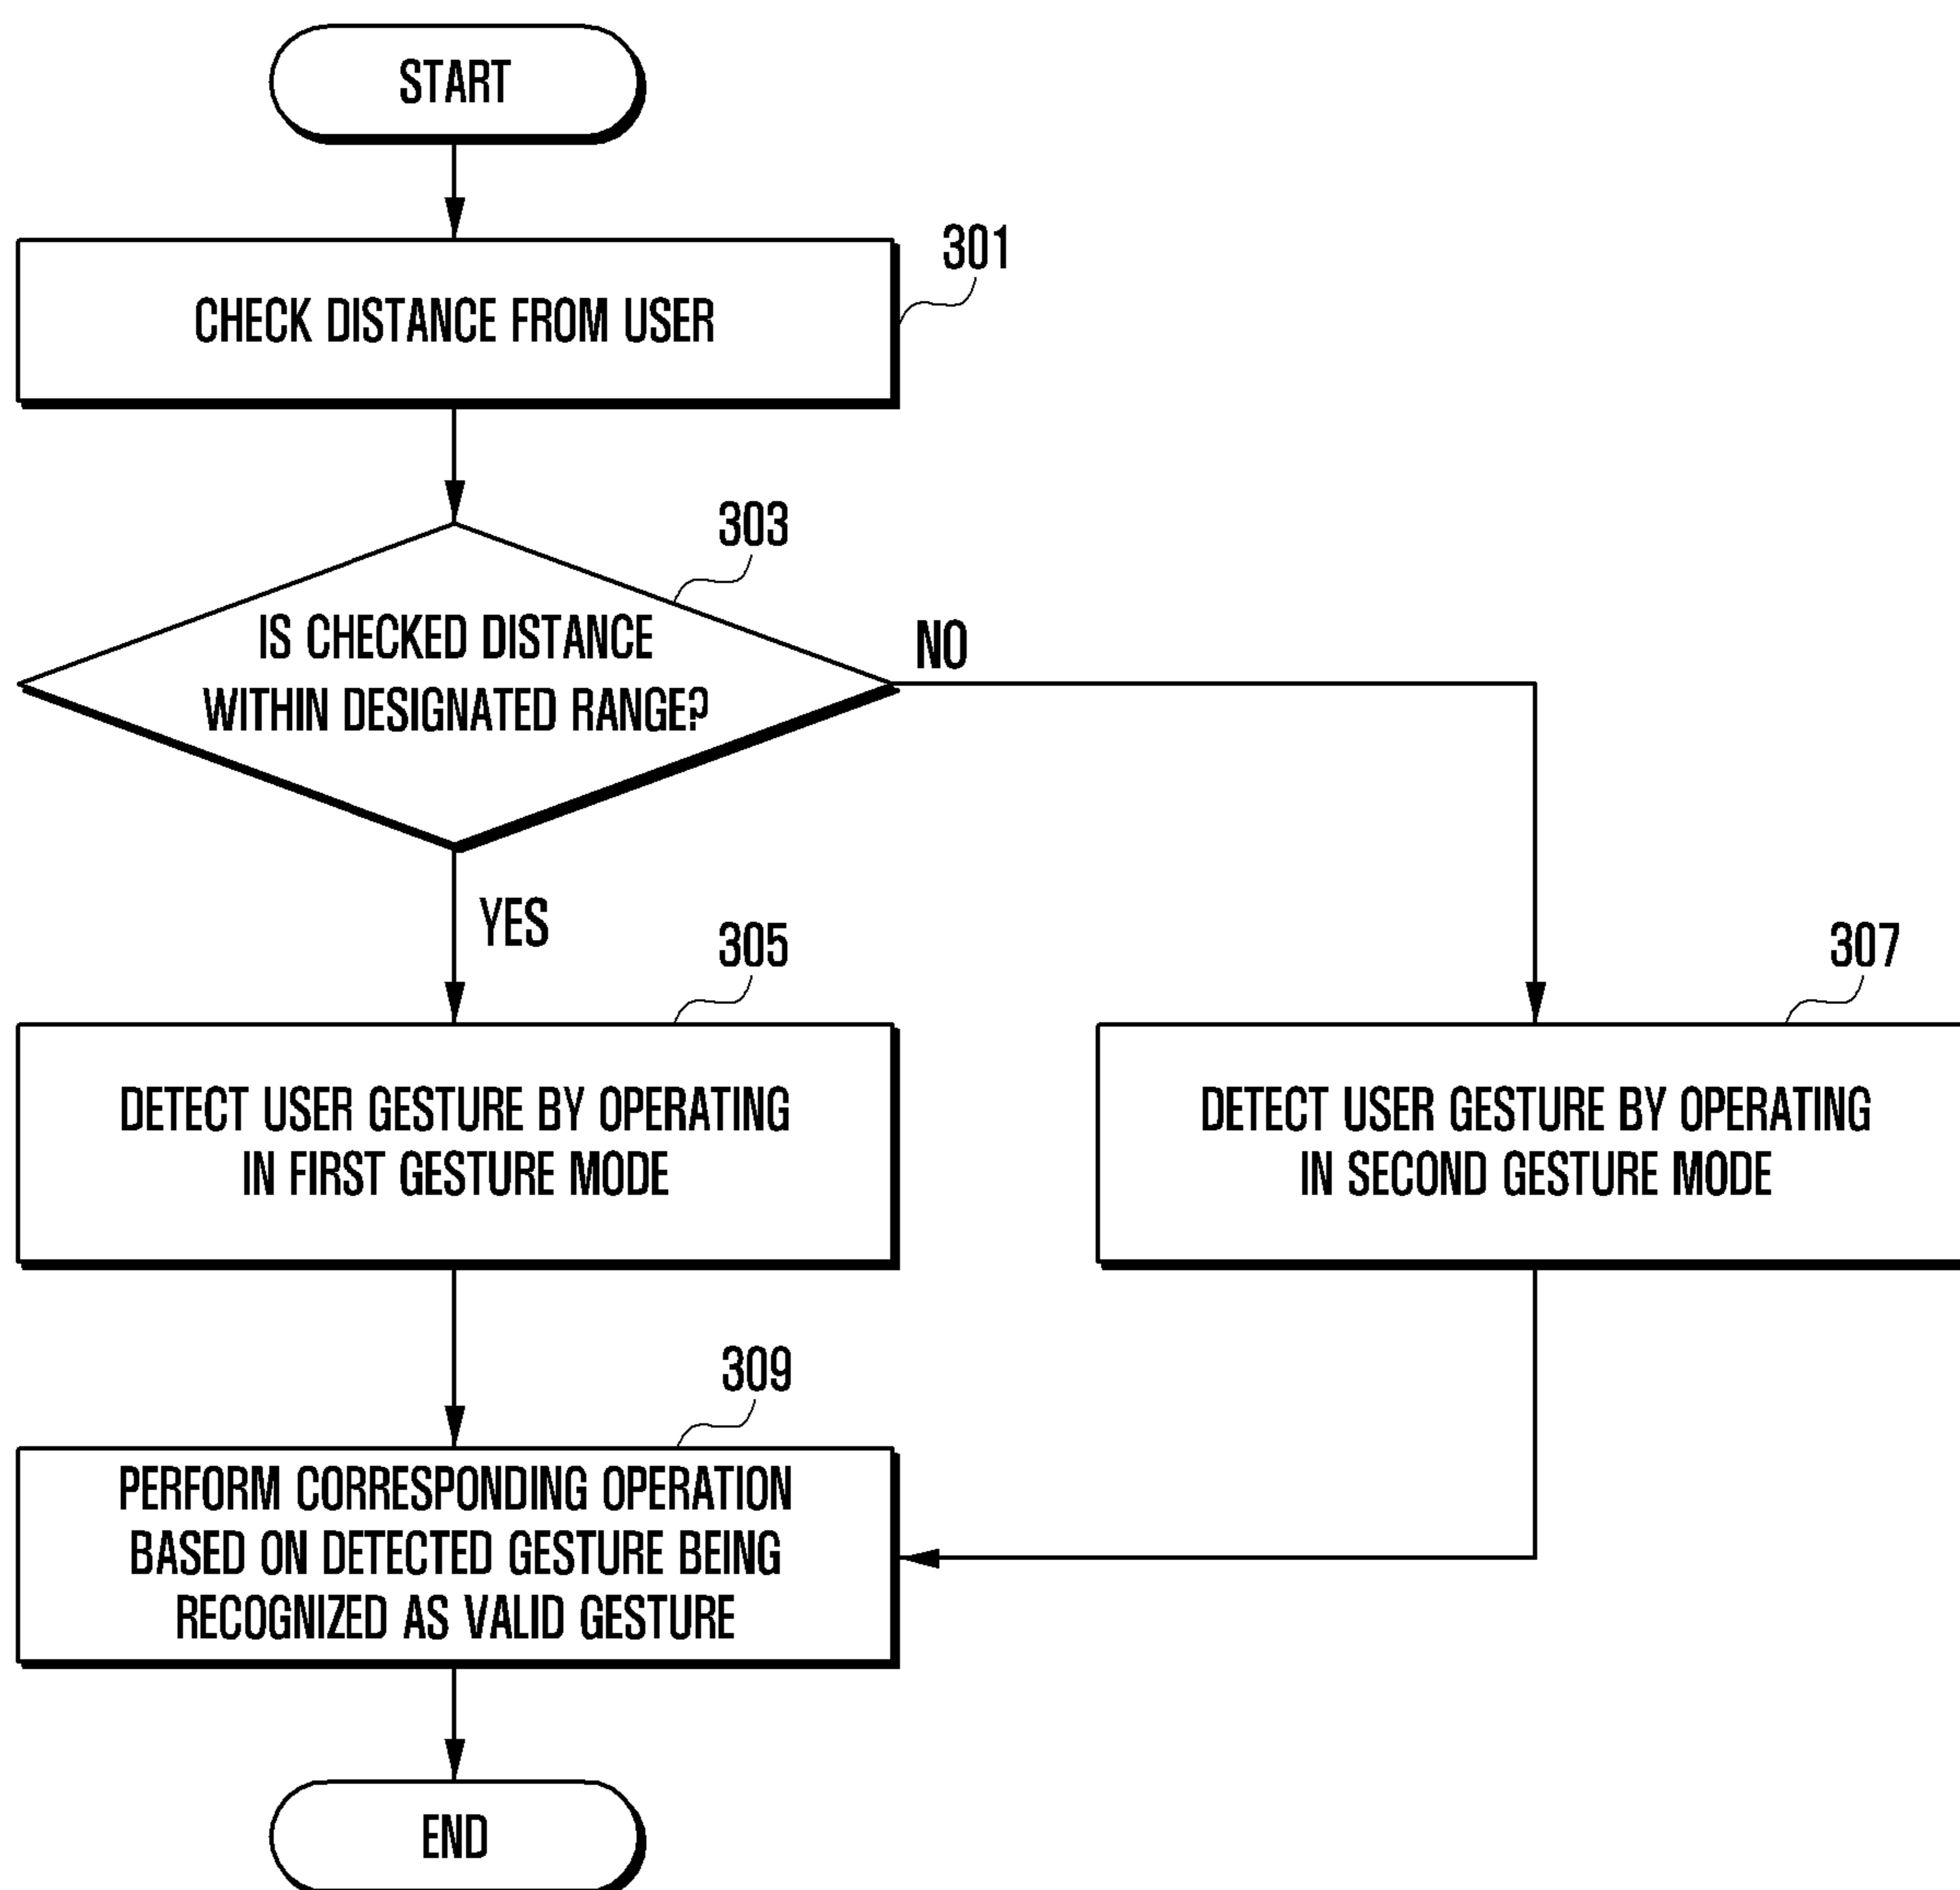 START
301
CHECK DISTANCE FROM USER
303
IS CHECKED DISTANCE
WITHIN DESIGNATED RANGE?
NO
YES
305
DETECT USER GESTURE BY OPERATING
IN FIRST GESTURE MODE
307
DETECT USER GESTURE BY OPERATING
IN SECOND GESTURE MODE
309
PERFORM CORRESPONDING OPERATION
BASED ON DETECTED GESTURE BEING
RECOGNIZED AS VALID GESTURE
END